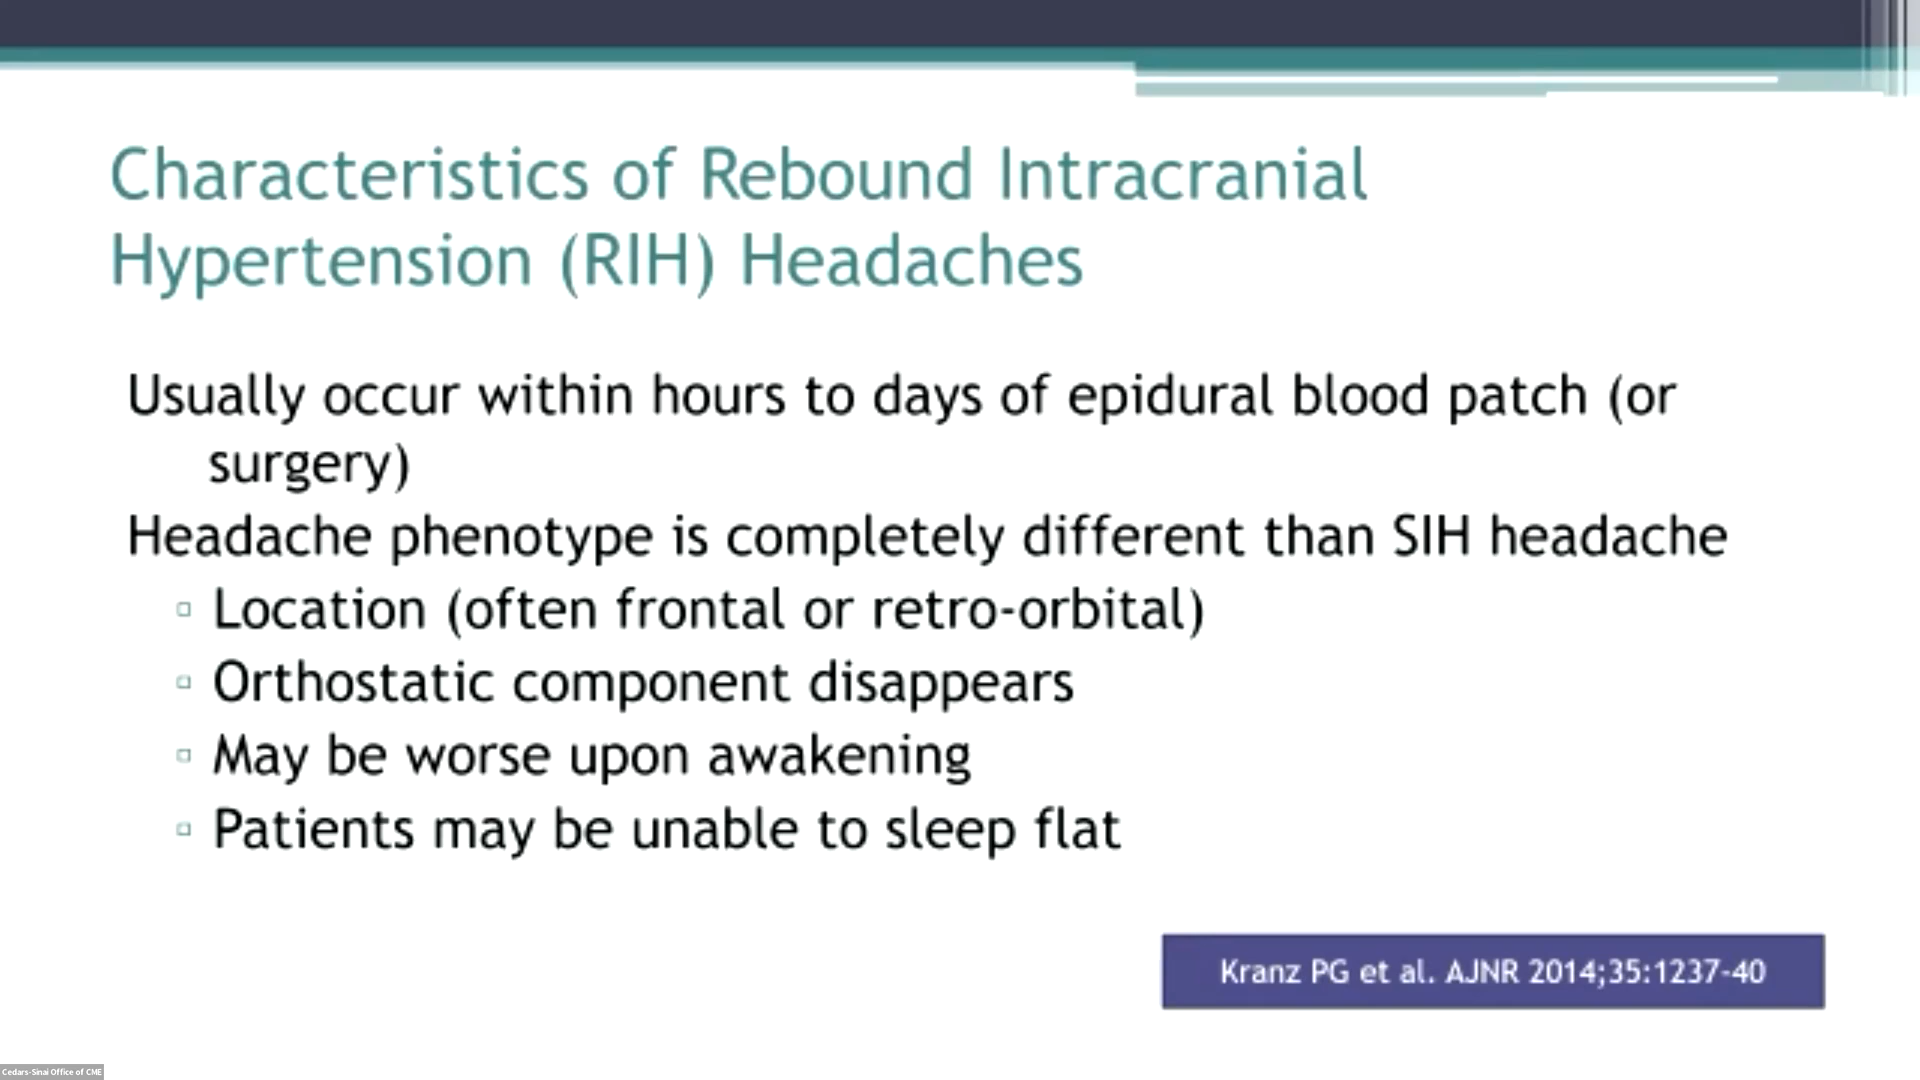 Characteristics of Rebound Intracranial
Hypertension (RIH) Headaches
Usually occur within hours to days of epidural blood patch (or
surgery)
Headache phenotype is completely different than SIH headache
▫ Location (often frontal or retro-orbital)
▫ Orthostatic component disappears
▫ May be worse upon awakening
▫ Patients may be unable to sleep flat
Kranz PG et al. AJNR 2014;35:1237-40
Cedars-Sinai Office of CME